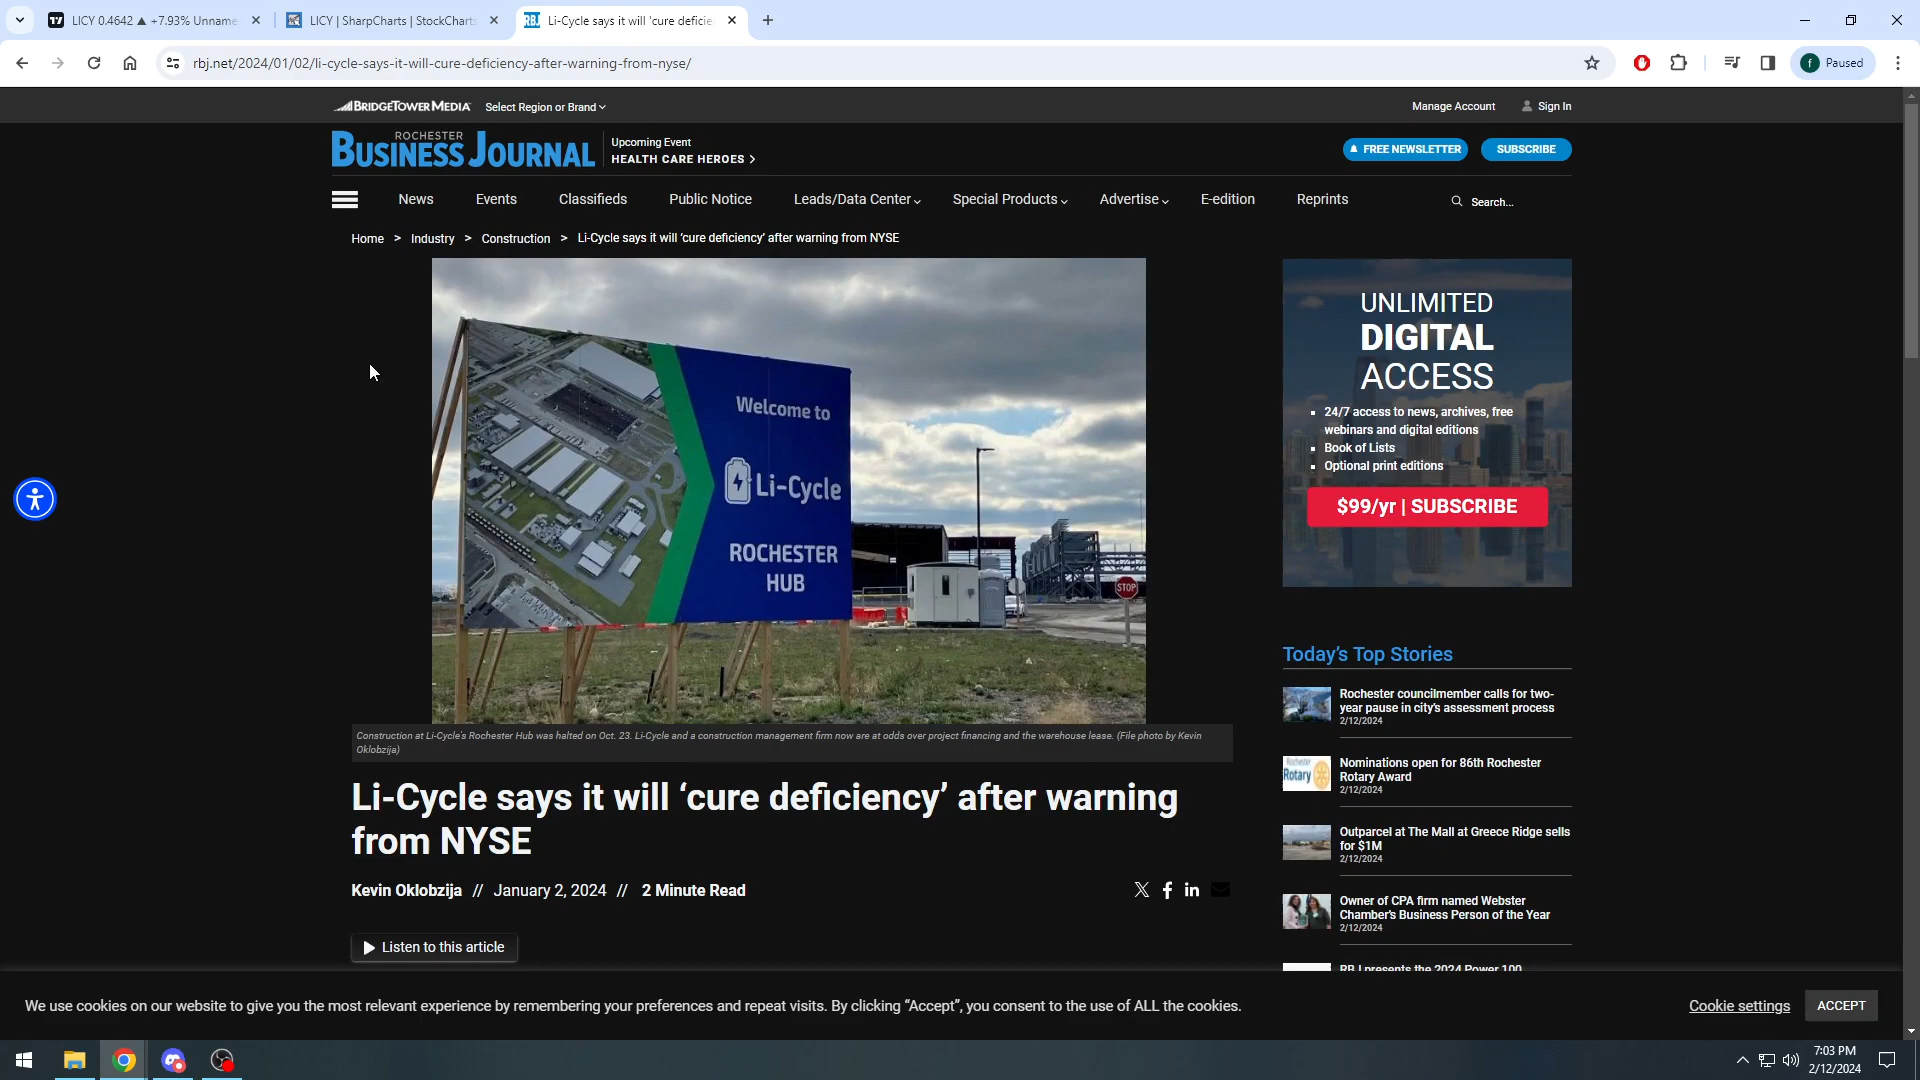 LICY 0.4642 ▲ +7.93% Unname
LICY | SharpCharts | StockCharts
RBJ Li-Cycle says it will 'cure deficie
rbj.net/2024/01/02/li-cycle-says-it-will-cure-deficiency-after-warning-from-nyse/
f Paused
BRIDGETOWER MEDIA Select Region or Brand
Manage Account Sign In
ROCHESTER
BUSINESS JOURNAL
Upcoming Event
HEALTH CARE HEROES >
FREE NEWSLETTER SUBSCRIBE
News Events Classifieds Public Notice Leads/Data Center Special Products Advertise E-edition Reprints Search...
Home > Industry > Construction > Li-Cycle says it will ‘cure deficiency’ after warning from NYSE
Welcome to
Li-Cycle
ROCHESTER
HUB
STOP
Construction at Li-Cycle's Rochester Hub was halted on Oct. 23. Li-Cycle and a construction management firm now are at odds over project financing and the warehouse lease. (File photo by Kevin
Oklobzija)
Li-Cycle says it will ‘cure deficiency’ after warning
from NYSE
Kevin Oklobzija // January 2, 2024 // 2 Minute Read
Listen to this article
UNLIMITED
DIGITAL
ACCESS
24/7 access to news, archives, free
webinars and digital editions
Book of Lists
Optional print editions
$99/yr | SUBSCRIBE
Today’s Top Stories
Rochester councilmember calls for two-
year pause in city’s assessment process
2/12/2024
Rochester
Rotary
Nominations open for 86th Rochester
Rotary Award
2/12/2024
Outparcel at The Mall at Greece Ridge sells
for $1M
2/12/2024
Owner of CPA firm named Webster
Chamber’s Business Person of the Year
2/12/2024
RBJ presents the 2024 Power 100
We use cookies on our website to give you the most relevant experience by remembering your preferences and repeat visits. By clicking “Accept”, you consent to the use of ALL the cookies.
Cookie settings ACCEPT
7:03 PM
2/12/2024